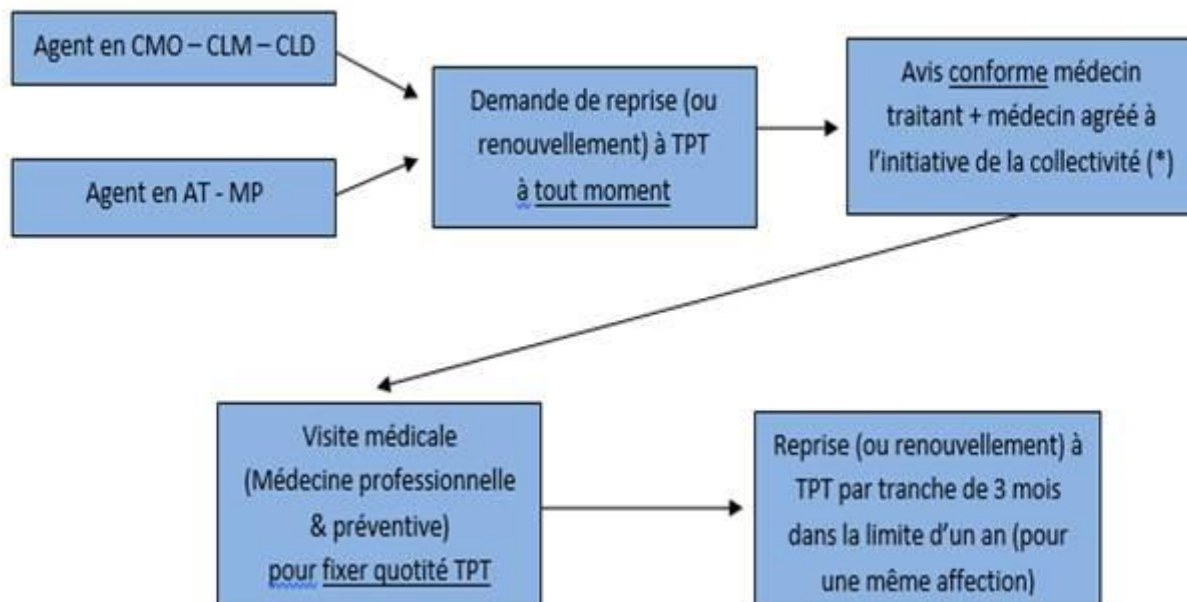 Agent en CMO – CLM – CLD
Agent en AT - MP
Demande de reprise (ou
renouvellement) à TPT
à tout moment
Avis conforme médecin
traitant + médecin agréé à
l'initiative de la collectivité (*)
Visite médicale
(Médecine professionnelle
& préventive)
pour fixer quotité TPT
Reprise (ou renouvellement) à
TPT par tranche de 3 mois
dans la limite d'un an (pour
une même affection)